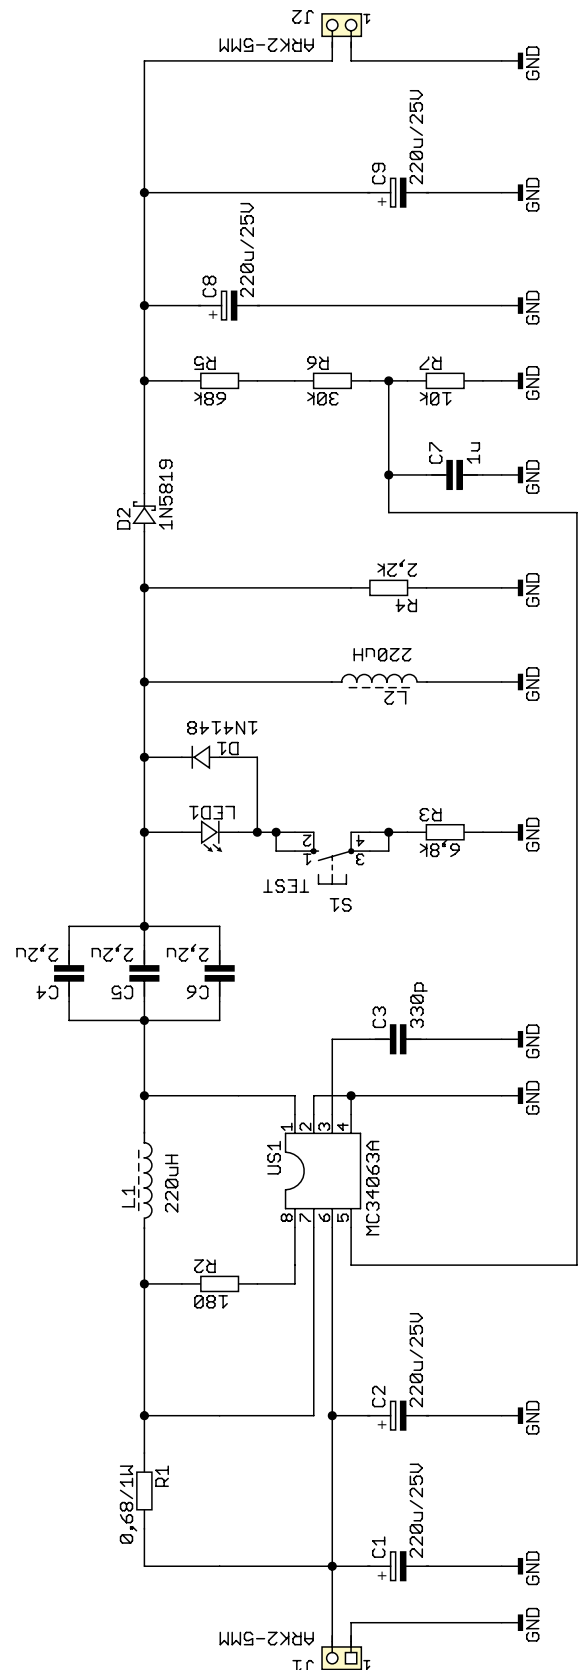 J2
1
ARK2-5MM
GND
C9
220u/25V
+
GND
C8
220u/25V
+
GND
R5
68k
R6
30k
R7
10k
GND
C7
1u
GND
D2
1N5819
2,2k
R4
GND
220uH
L2
GND
1N4148
D1
LED1
2
1
4
3
TEST
S1
R3
6,8k
GND
2,2u
2,2u
2,2u
C4
C5
C6
C3
330p
GND
GND
L1
220uH
US1
1
2
3
4
8
7
6
5
MC34063A
R2
180
C2
220u/25V
+
GND
0,68/1W
R1
C1
220u/25V
+
GND
GND
ARK2-5MM
J1
1